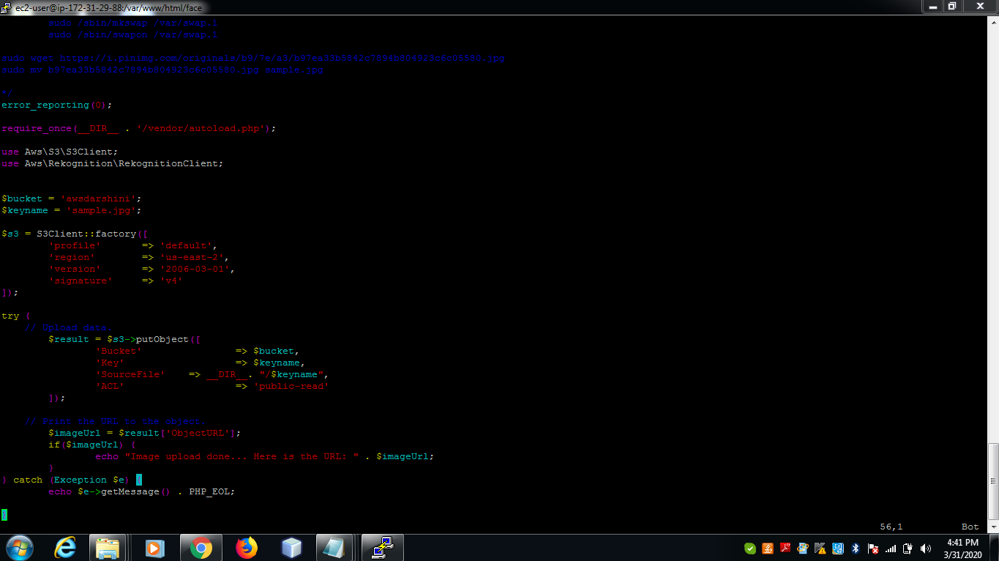 ec2-user@ip-172-31-29-88:/var/www/html/face
sudo /sbin/mkswap /var/swap.1
sudo /sbin/swapon /var/swap.1
sudo wget https://i.pinimg.com/originals/b9/7e/a3/b97ea33b5842c7894b804923c6c05580.jpg
sudo mv b97ea33b5842c7894b804923c6c05580.jpg sample.jpg
*/
error_reporting(0);
require_once(__DIR__ . '/vendor/autoload.php');
use Aws\S3\S3Client;
use Aws\Rekognition\RekognitionClient;
$bucket = 'awsdarshini';
$keyname = 'sample.jpg';
$s3 = S3Client::factory([
'profile' => 'default',
'region' => 'us-east-2',
'version' => '2006-03-01',
'signature' => 'v4'
]);
try {
// Upload data.
$result = $s3->putObject([
'Bucket' => $bucket,
'Key' => $keyname,
'SourceFile' => __DIR__. "/$keyname",
'ACL' => 'public-read'
]);
// Print the URL to the object.
$imageUrl = $result['ObjectURL'];
if($imageUrl) {
echo "Image upload done... Here is the URL: " . $imageUrl;
}
} catch (Exception $e) {
echo $e->getMessage() . PHP_EOL;
}
56,1 Bot
4:41 PM
3/31/2020